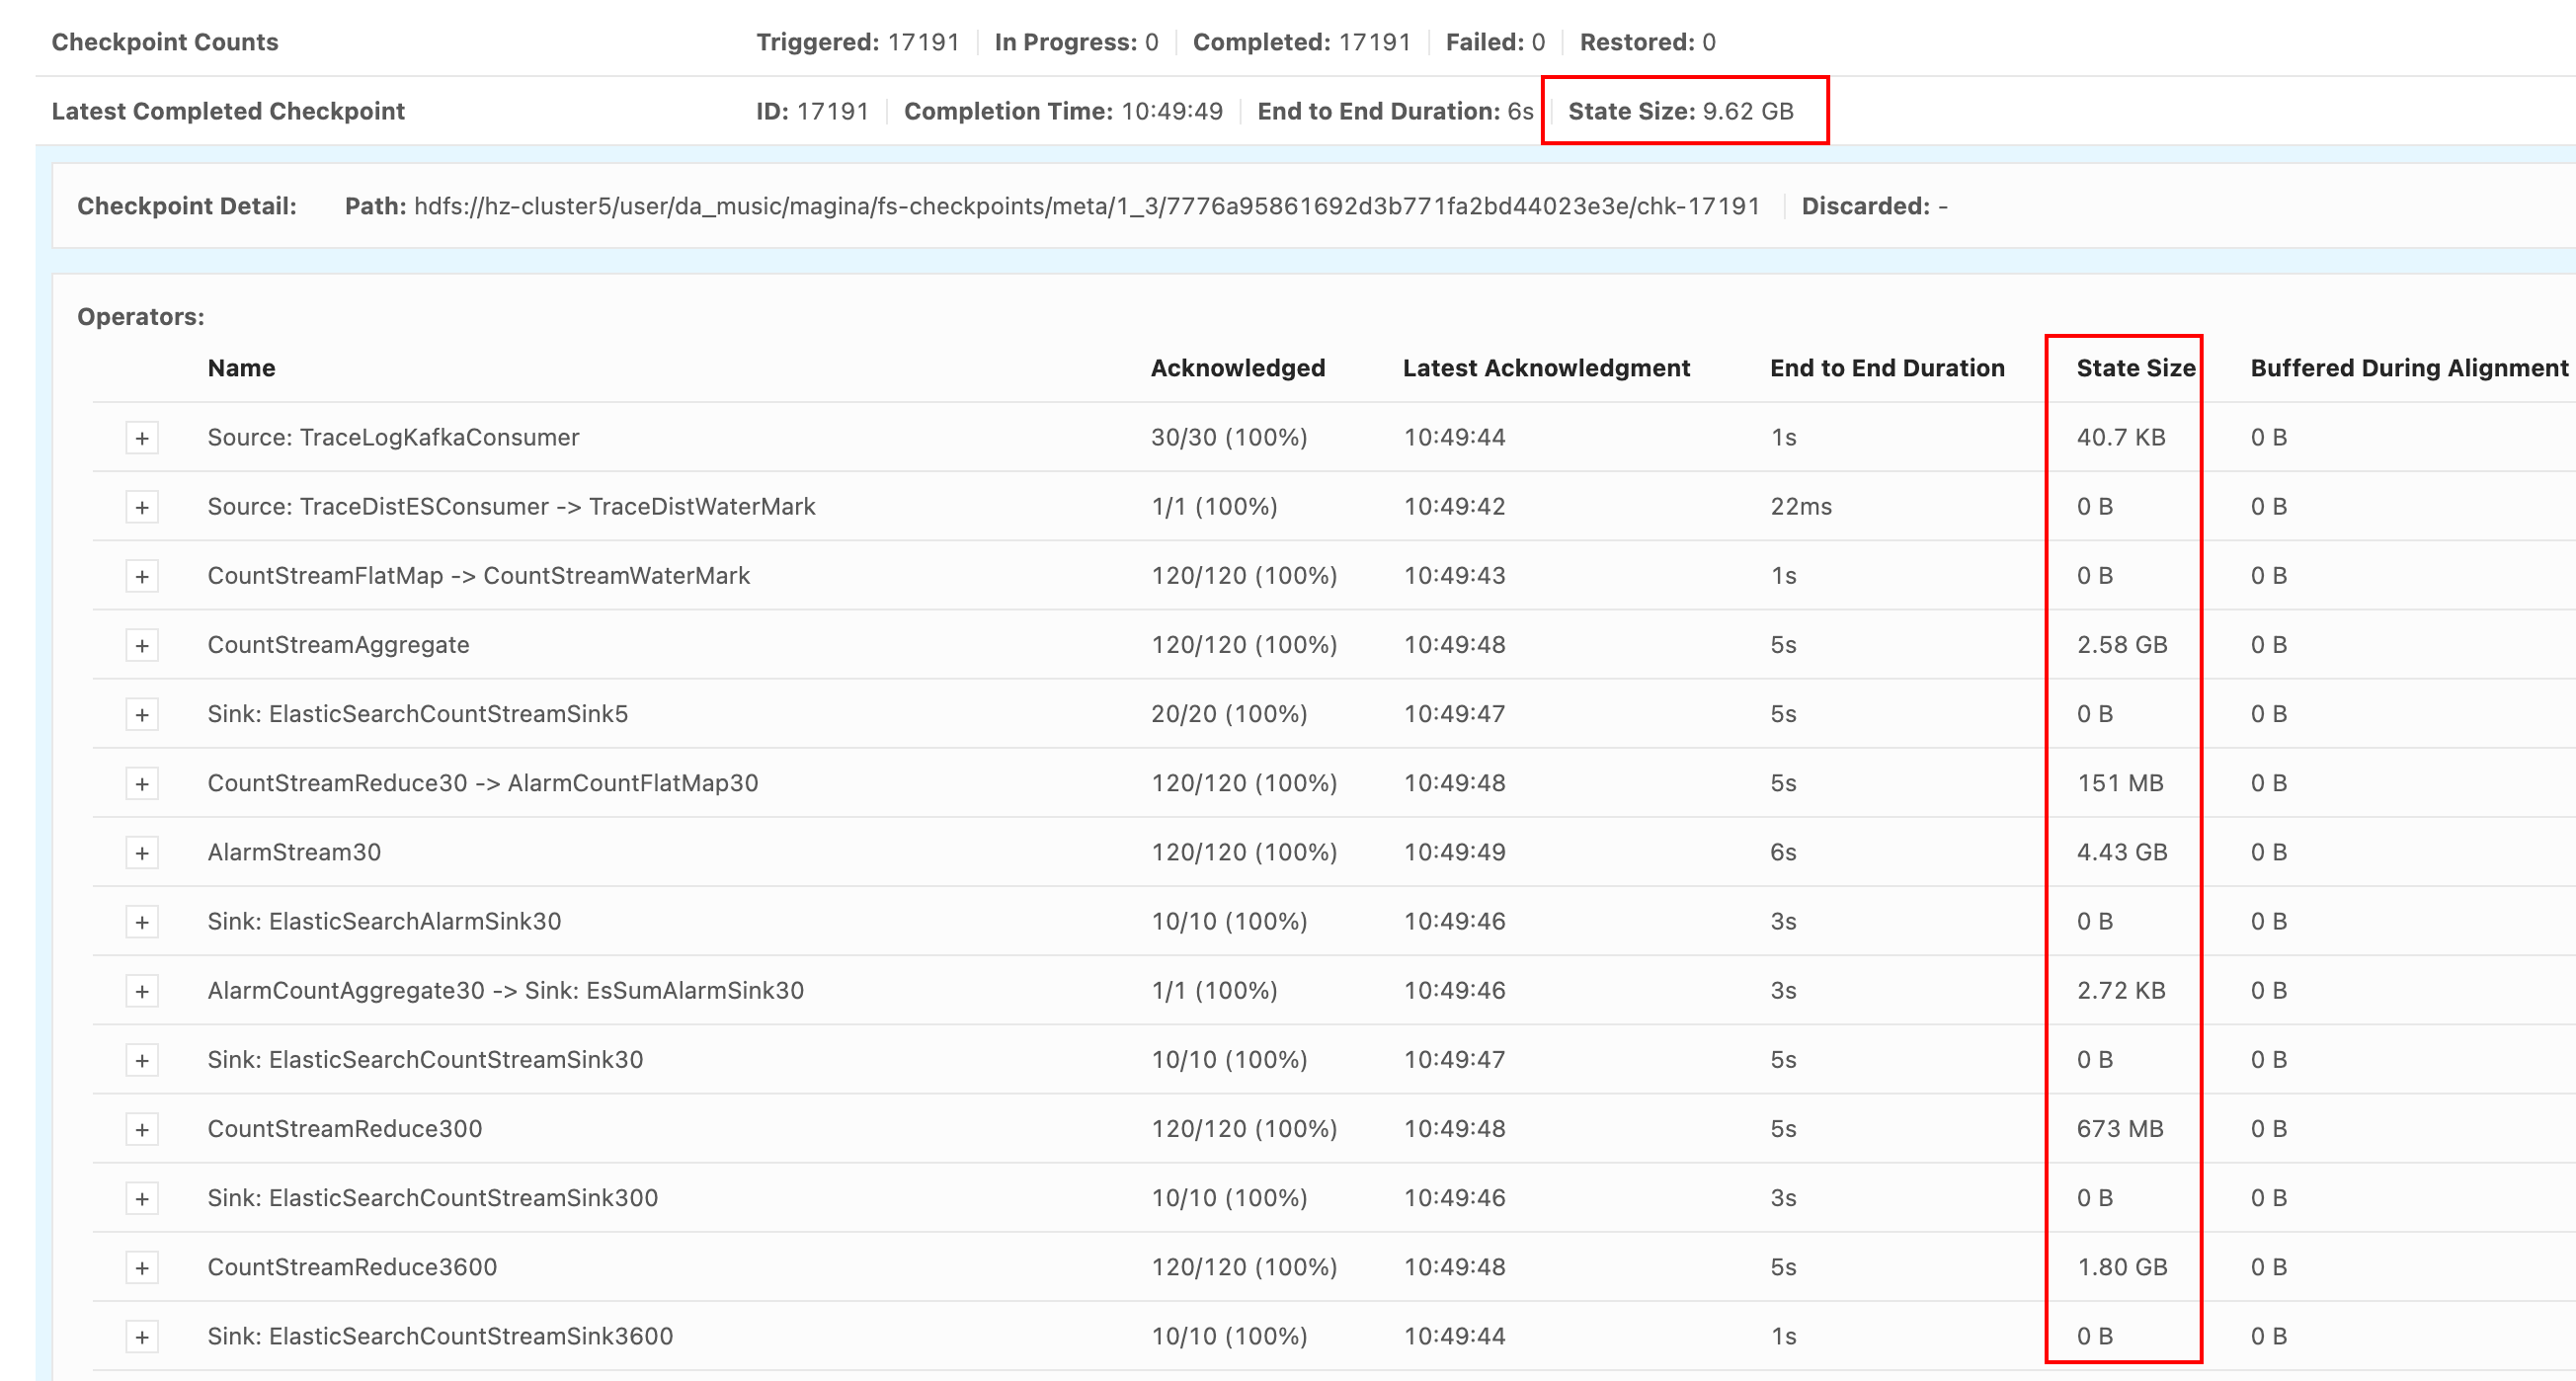 Checkpoint Counts Triggered: 17191 In Progress: 0 Completed: 17191 Failed: 0 Restored: 0
Latest Completed Checkpoint ID: 17191 Completion Time: 10:49:49 End to End Duration: 6s State Size: 9.62 GB
Checkpoint Detail: Path: hdfs://hz-cluster5/user/da_music/magina/fs-checkpoints/meta/1_3/7776a95861692d3b771fa2bd44023e3e/chk-17191 Discarded: -
Operators:
Name Acknowledged Latest Acknowledgment End to End Duration State Size Buffered During Alignment
+ Source: TraceLogKafkaConsumer 30/30 (100%) 10:49:44 1s 40.7 KB 0 B
+ Source: TraceDistESConsumer -> TraceDistWaterMark 1/1 (100%) 10:49:42 22ms 0 B 0 B
+ CountStreamFlatMap -> CountStreamWaterMark 120/120 (100%) 10:49:43 1s 0 B 0 B
+ CountStreamAggregate 120/120 (100%) 10:49:48 5s 2.58 GB 0 B
+ Sink: ElasticSearchCountStreamSink5 20/20 (100%) 10:49:47 5s 0 B 0 B
+ CountStreamReduce30 -> AlarmCountFlatMap30 120/120 (100%) 10:49:48 5s 151 MB 0 B
+ AlarmStream30 120/120 (100%) 10:49:49 6s 4.43 GB 0 B
+ Sink: ElasticSearchAlarmSink30 10/10 (100%) 10:49:46 3s 0 B 0 B
+ AlarmCountAggregate30 -> Sink: EsSumAlarmSink30 1/1 (100%) 10:49:46 3s 2.72 KB 0 B
+ Sink: ElasticSearchCountStreamSink30 10/10 (100%) 10:49:47 5s 0 B 0 B
+ CountStreamReduce300 120/120 (100%) 10:49:48 5s 673 MB 0 B
+ Sink: ElasticSearchCountStreamSink300 10/10 (100%) 10:49:46 3s 0 B 0 B
+ CountStreamReduce3600 120/120 (100%) 10:49:48 5s 1.80 GB 0 B
+ Sink: ElasticSearchCountStreamSink3600 10/10 (100%) 10:49:44 1s 0 B 0 B